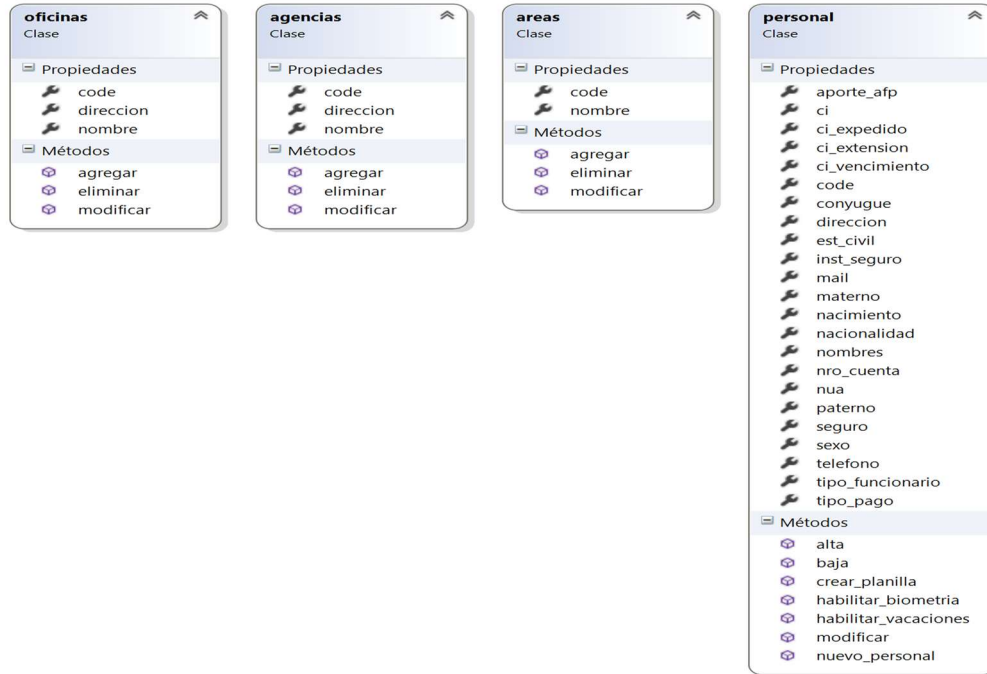 oficinas
Clase
Propiedades
code
direccion
nombre
Métodos
agregar
eliminar
modificar
agencias
Clase
Propiedades
code
direccion
nombre
Métodos
agregar
eliminar
modificar
areas
Clase
Propiedades
code
nombre
Métodos
agregar
eliminar
modificar
personal
Clase
Propiedades
aporte_afp
ci
ci_expedido
ci_extension
ci_vencimiento
code
conyugue
direccion
est_civil
inst_seguro
mail
materno
nacimiento
nacionalidad
nombres
nro_cuenta
nua
paterno
seguro
sexo
telefono
tipo_funcionario
tipo_pago
Métodos
alta
baja
crear_planilla
habilitar_biometria
habilitar_vacaciones
modificar
nuevo_personal